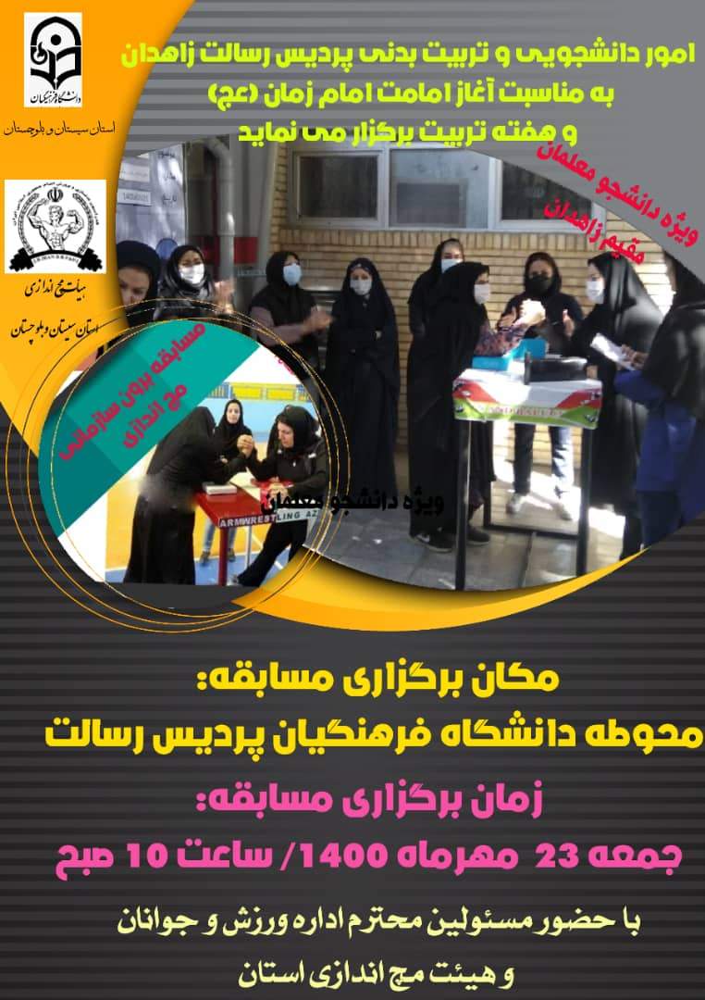 امور دانشجویی و تربیت بدنی پردیس رسالت زاهدان
به مناسبت آغاز امامت امام زمان (عج)
و هفته تربیت برگزار می نماید
دانشگاه فرهنگیان
استان سیستان و بلوچستان
هیأت مچ اندازی
استان سیستان و بلوچستان
ویژه دانشجو معلمان
مقیم زاهدان
مسابقه برون سازمانی
مچ اندازی
ویژه دانشجو معلمان
ARMWRESTLING AZ
مکان برگزاری مسابقه:
محوطه دانشگاه فرهنگیان پردیس رسالت
زمان برگزاری مسابقه:
جمعه 23 مهرماه 1400/ ساعت 10 صبح
با حضور مسئولین محترم اداره ورزش و جوانان
و هیئت مچ اندازی استان